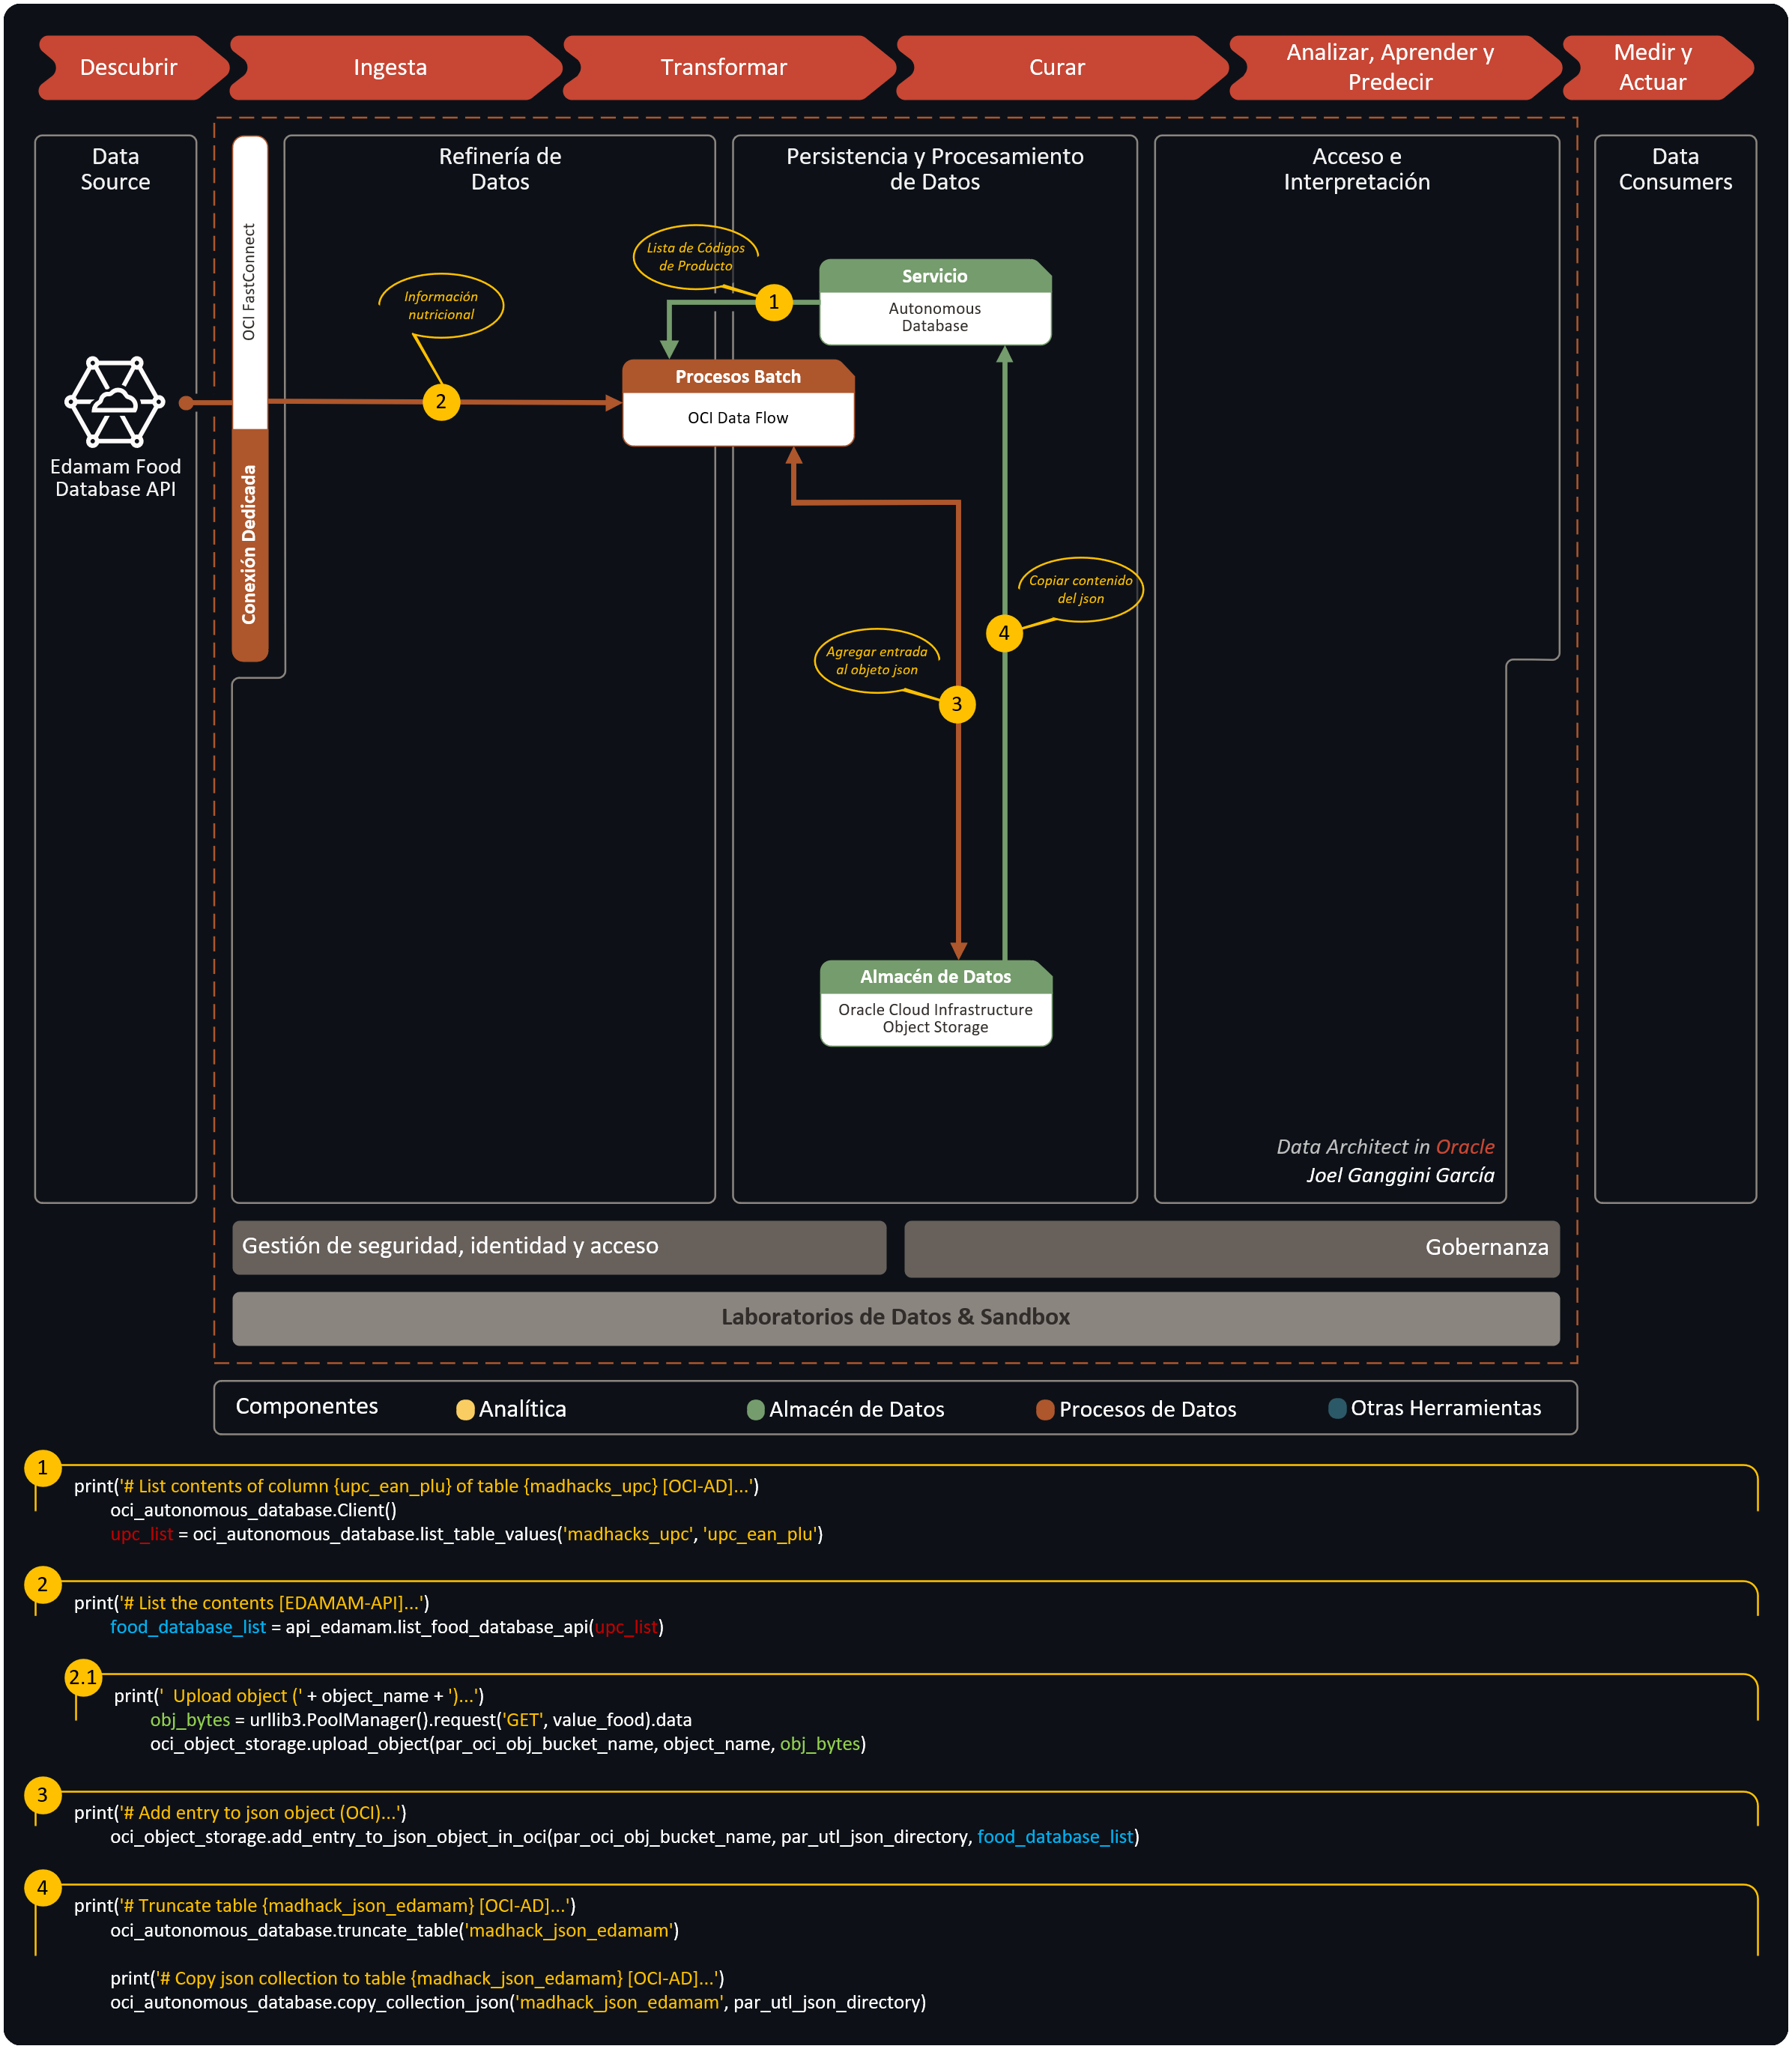 Descubrir
Ingesta
Transformar
Curar
Analizar, Aprender y
Predecir
Medir y
Actuar
Data
Source
Refinería de
Datos
Persistencia y Procesamiento
de Datos
Acceso e
Interpretación
Data
Consumers
OCI FastConnect
Conexión Dedicada
Lista de Códigos
de Producto
1
Servicio
Autonomous
Database
Información
nutricional
2
Procesos Batch
OCI Data Flow
Edamam Food
Database API
Copiar contenido
del json
4
Agregar entrada
al objeto json
3
Almacén de Datos
Oracle Cloud Infrastructure
Object Storage
Data Architect in Oracle
Joel Ganggini García
Gestión de seguridad, identidad y acceso
Gobernanza
Laboratorios de Datos & Sandbox
Componentes
Analítica
Almacén de Datos
Procesos de Datos
Otras Herramientas
1
print('# List contents of column {upc_ean_plu} of table {madhacks_upc} [OCI-AD]...')
oci_autonomous_database.Client()
upc_list = oci_autonomous_database.list_table_values('madhacks_upc', 'upc_ean_plu')
2
print('# List the contents [EDAMAM-API]...')
food_database_list = api_edamam.list_food_database_api(upc_list)
2.1
print('  Upload object (' + object_name + ')...')
obj_bytes = urllib3.PoolManager().request('GET', value_food).data
oci_object_storage.upload_object(par_oci_obj_bucket_name, object_name, obj_bytes)
3
print('# Add entry to json object (OCI)...')
oci_object_storage.add_entry_to_json_object_in_oci(par_oci_obj_bucket_name, par_utl_json_directory, food_database_list)
4
print('# Truncate table {madhack_json_edamam} [OCI-AD]...')
oci_autonomous_database.truncate_table('madhack_json_edamam')
print('# Copy json collection to table {madhack_json_edamam} [OCI-AD]...')
oci_autonomous_database.copy_collection_json('madhack_json_edamam', par_utl_json_directory)